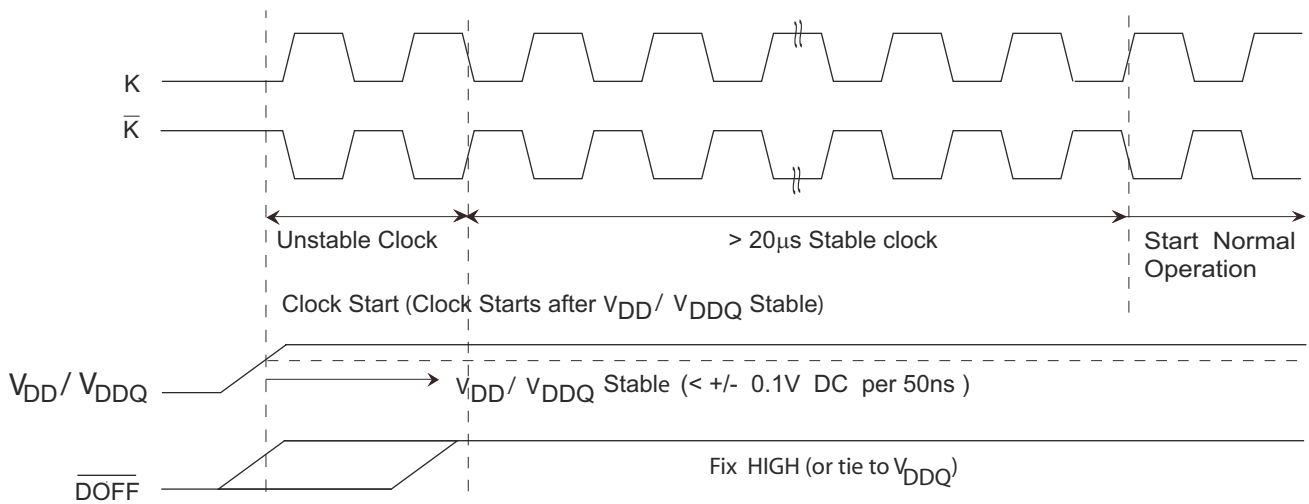 K
K̅
Unstable Clock
> 20μs Stable clock
Start Normal
Operation
Clock Start (Clock Starts after VDD / VDDQ Stable)
VDD / VDDQ
VDD / VDDQ Stable (< +/- 0.1V DC per 50ns )
Fix HIGH (or tie to VDDQ)
DOFF